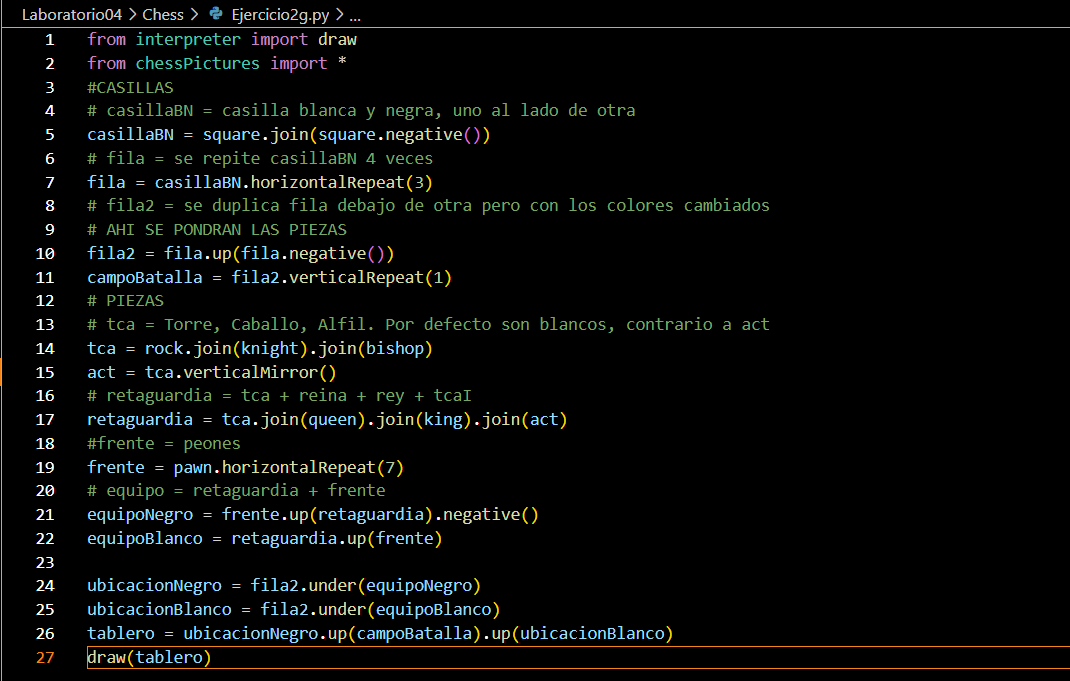 Laboratorio04 > Chess > Ejercicio2g.py > ...
1 from interpreter import draw
2 from chessPictures import *
3 #CASILLAS
4 # casillaBN = casilla blanca y negra, uno al lado de otra
5 casillaBN = square.join(square.negative())
6 # fila = se repite casillaBN 4 veces
7 fila = casillaBN.horizontalRepeat(3)
8 # fila2 = se duplica fila debajo de otra pero con los colores cambiados
9 # AHI SE PONDRAN LAS PIEZAS
10 fila2 = fila.up(fila.negative())
11 campoBatalla = fila2.verticalRepeat(1)
12 # PIEZAS
13 # tca = Torre, Caballo, Alfil. Por defecto son blancos, contrario a act
14 tca = rock.join(knight).join(bishop)
15 act = tca.verticalMirror()
16 # retaguardia = tca + reina + rey + tcaI
17 retaguardia = tca.join(queen).join(king).join(act)
18 #frente = peones
19 frente = pawn.horizontalRepeat(7)
20 # equipo = retaguardia + frente
21 equipoNegro = frente.up(retaguardia).negative()
22 equipoBlanco = retaguardia.up(frente)
23
24 ubicacionNegro = fila2.under(equipoNegro)
25 ubicacionBlanco = fila2.under(equipoBlanco)
26 tablero = ubicacionNegro.up(campoBatalla).up(ubicacionBlanco)
27 draw(tablero)